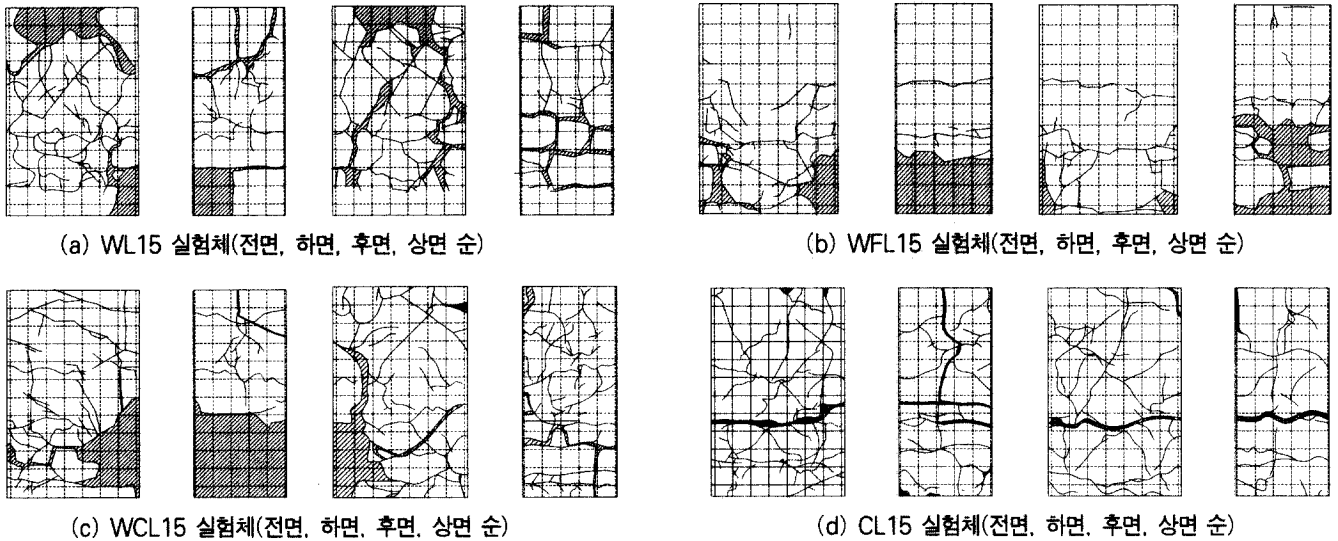 (a) WL15 실험체(전면, 하면, 후면, 상면 순)
(b) WFL15 실험체(전면, 하면, 후면, 상면 순)
(c) WCL15 실험체(전면, 하면, 후면, 상면 순)
(d) CL15 실험체(전면, 하면, 후면, 상면 순)